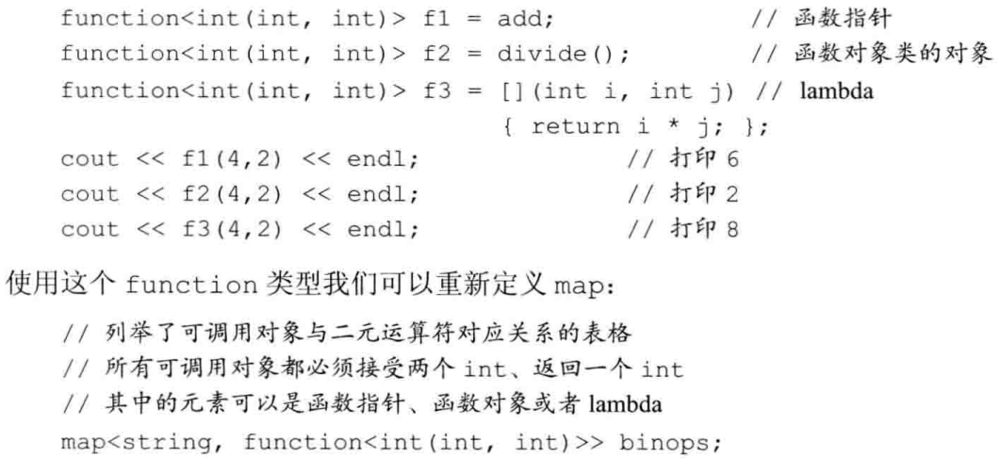 function<int(int, int)> f1 = add; // 函数指针
function<int(int, int)> f2 = divide(); // 函数对象类的对象
function<int(int, int)> f3 = [](int i, int j) // lambda
{ return i * j; };
cout << f1(4,2) << endl; // 打印 6
cout << f2(4,2) << endl; // 打印 2
cout << f3(4,2) << endl; // 打印 8
使用这个 function 类型我们可以重新定义 map：
// 列举了可调用对象与二元运算符对应关系的表格
// 所有可调用对象都必须接受两个 int、返回一个 int
// 其中的元素可以是函数指针、函数对象或者 lambda
map<string, function<int(int, int)>> binops;